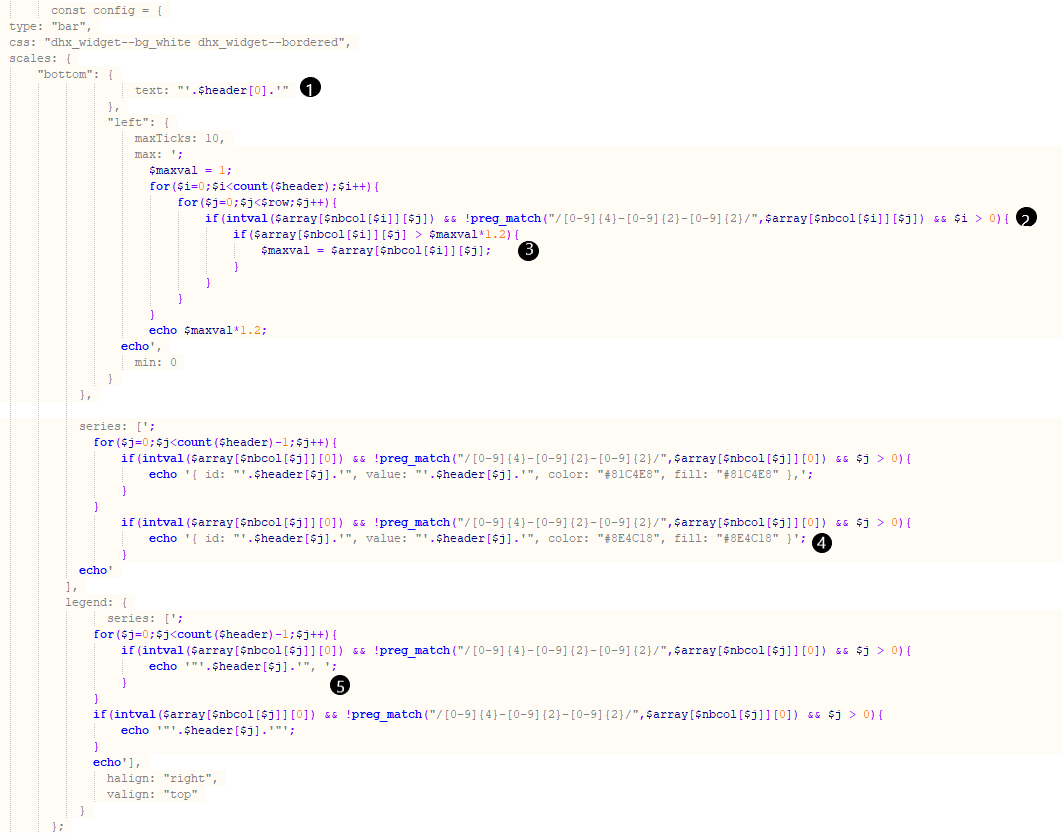 const config = {
type: "bar",
css: "dhx_widget--bg_white dhx_widget--bordered",
scales: {
"bottom": {
text: "'.$header[0].'" 1
},
"left": {
maxTicks: 10,
max: ';
$maxval = 1;
for($i=0;$i<count($header);$i++){
for($j=0;$j<$row;$j++){
if(intval($array[$nbcol[$i]][$j]) && !preg_match("/[0-9]{4}-[0-9]{2}-[0-9]{2}/",$array[$nbcol[$i]][$j]) && $i > 0){ 2
if($array[$nbcol[$i]][$j] > $maxval*1.2){
$maxval = $array[$nbcol[$i]][$j]; 3
}
}
}
}
echo $maxval*1.2;
echo',
min: 0
}
},
series: [';
for($j=0;$j<count($header)-1;$j++){
if(intval($array[$nbcol[$j]][0]) && !preg_match("/[0-9]{4}-[0-9]{2}-[0-9]{2}/",$array[$nbcol[$j]][0]) && $j > 0){
echo '{ id: "'.$header[$j].'", value: "'.$header[$j].'", color: "#81C4E8", fill: "#81C4E8" },';
}
}
if(intval($array[$nbcol[$j]][0]) && !preg_match("/[0-9]{4}-[0-9]{2}-[0-9]{2}/",$array[$nbcol[$j]][0]) && $j > 0){
echo '{ id: "'.$header[$j].'", value: "'.$header[$j].'", color: "#8E4C18", fill: "#8E4C18" }'; 4
}
echo'
],
legend: {
series: [';
for($j=0;$j<count($header)-1;$j++){
if(intval($array[$nbcol[$j]][0]) && !preg_match("/[0-9]{4}-[0-9]{2}-[0-9]{2}/",$array[$nbcol[$j]][0]) && $j > 0){
echo '"'.$header[$j].'", ';
} 5
}
if(intval($array[$nbcol[$j]][0]) && !preg_match("/[0-9]{4}-[0-9]{2}-[0-9]{2}/",$array[$nbcol[$j]][0]) && $j > 0){
echo '"'.$header[$j].'"';
}
echo'],
halign: "right",
valign: "top"
}
};